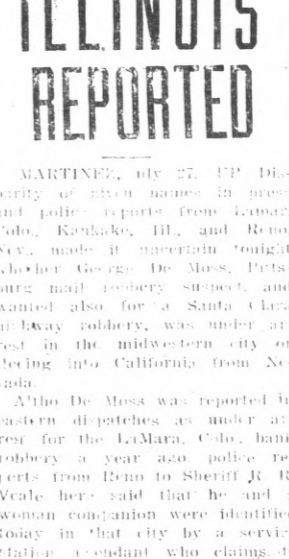 ILLINOIS
REPORTED
MARTINEZ, uly 27. UP Dis-
parity of given names in press
and police reports from Lamar,
Colo., Kankake, Ill., and Reno,
Nev., made it uncertain tonight
whether George De Moss, Pitts-
burg mail robbery suspect, and
wanted also for a Santa Clara
highway robbery, was under ar-
rest in the midwestern city or
fleeing into California from Ne-
vada.
Altho De Moss was reported in
eastern dispatches as under ar-
rest for the LaMara, Colo., bank
robbery a year ago, police re-
ports from Reno to Sheriff R. R.
Veale here said that he and
woman companion were identified
today in that city by a servic
station attendant who claims